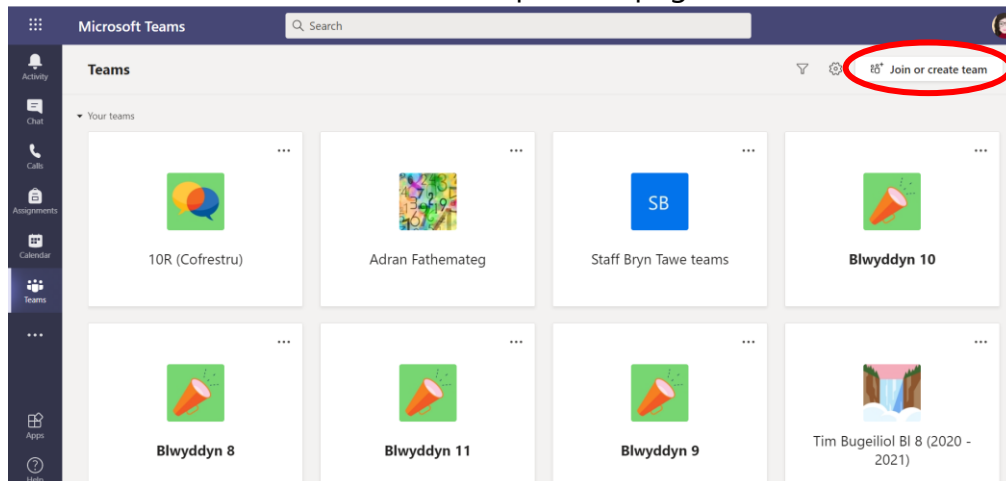 Microsoft Teams
Search
Activity
Chat
Calls
Assignments
Calendar
Teams
Apps
Help
Teams
Join or create team
Your teams
10R (Cofrestru)
Adran Fathemateg
SB
Staff Bryn Tawe teams
Blwyddyn 10
Blwyddyn 8
Blwyddyn 11
Blwyddyn 9
Tim Bugeiliol Bl 8 (2020 -
2021)